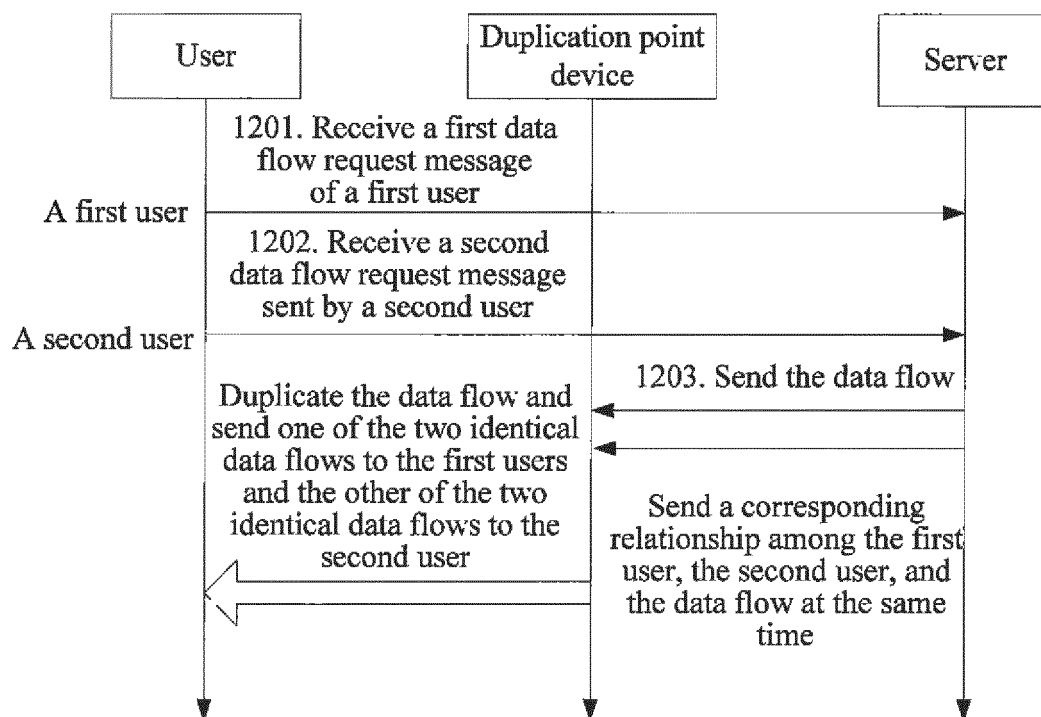 User
Duplication point
device
Server
1201. Receive a first data
flow request message
of a first user
A first user
1202. Receive a second
data flow request message
sent by a second user
A second user
1203. Send the data flow
Duplicate the data flow and
send one of the two identical
data flows to the first users
and the other of the two
identical data flows to the
second user
Send a corresponding
relationship among the first
user, the second user, and
the data flow at the same
time